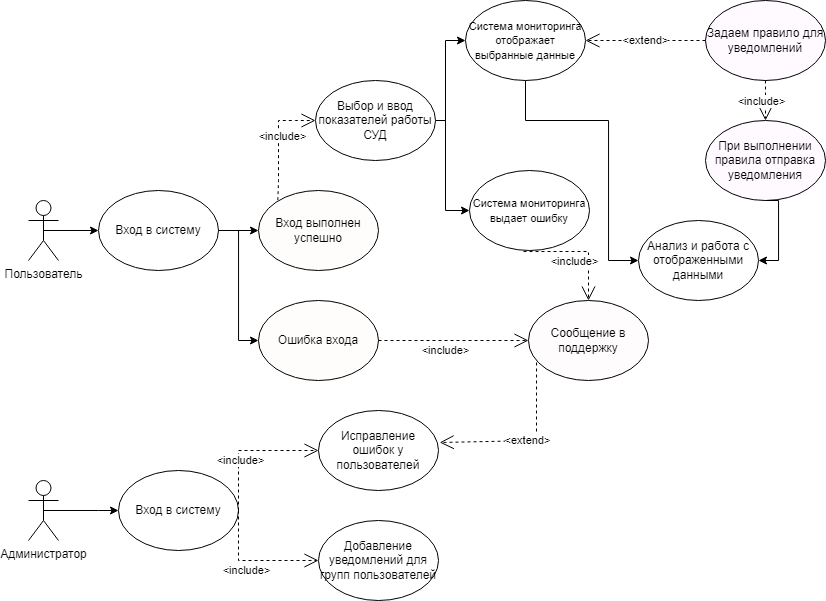 Система мониторинга
отображает
выбранные данные
<extend>
Задаем правило для
уведомлений
<include>
Выбор и ввод
показателей работы
СУД
<include>
При выполнении
правила отправка
уведомления
Пользователь
Вход в систему
Вход выполнен
успешно
Система мониторинга
выдает ошибку
<include>
Анализ и работа с
отображенными
данными
Ошибка входа
<include>
Сообщение в
поддержку
<extend>
Исправление
ошибок у
пользователей
<include>
Администратор
Вход в систему
<include>
Добавление
уведомлений для
групп пользователей